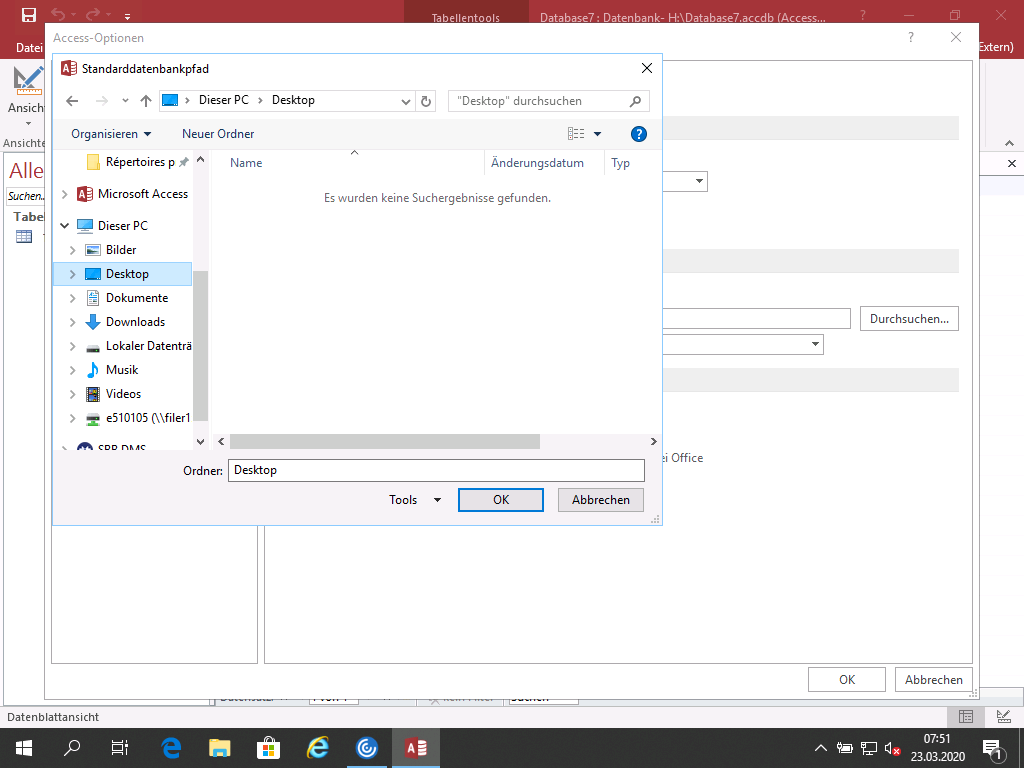 Tabellentools
Database7 : Datenbank- H:\Database7.accdb (Access...
?
Datei
Extern)
Access-Optionen
?
Standarddatenbankpfad
Ansich
Dieser PC
Desktop
"Desktop" durchsuchen
Ansichte
Organisieren
Neuer Ordner
Alle
Répertoires p
Name
Änderungsdatum
Typ
Suchen..
Microsoft Access
Es wurden keine Suchergebnisse gefunden.
Tabe
Dieser PC
Bilder
Desktop
Dokumente
Downloads
Durchsuchen...
Lokaler Datenträ
Musik
Videos
e510105 (\\filer1
SBB DMS
ei Office
Ordner:
Desktop
Tools
OK
Abbrechen
OK
Abbrechen
Datenblattansicht
07:51
23.03.2020
1